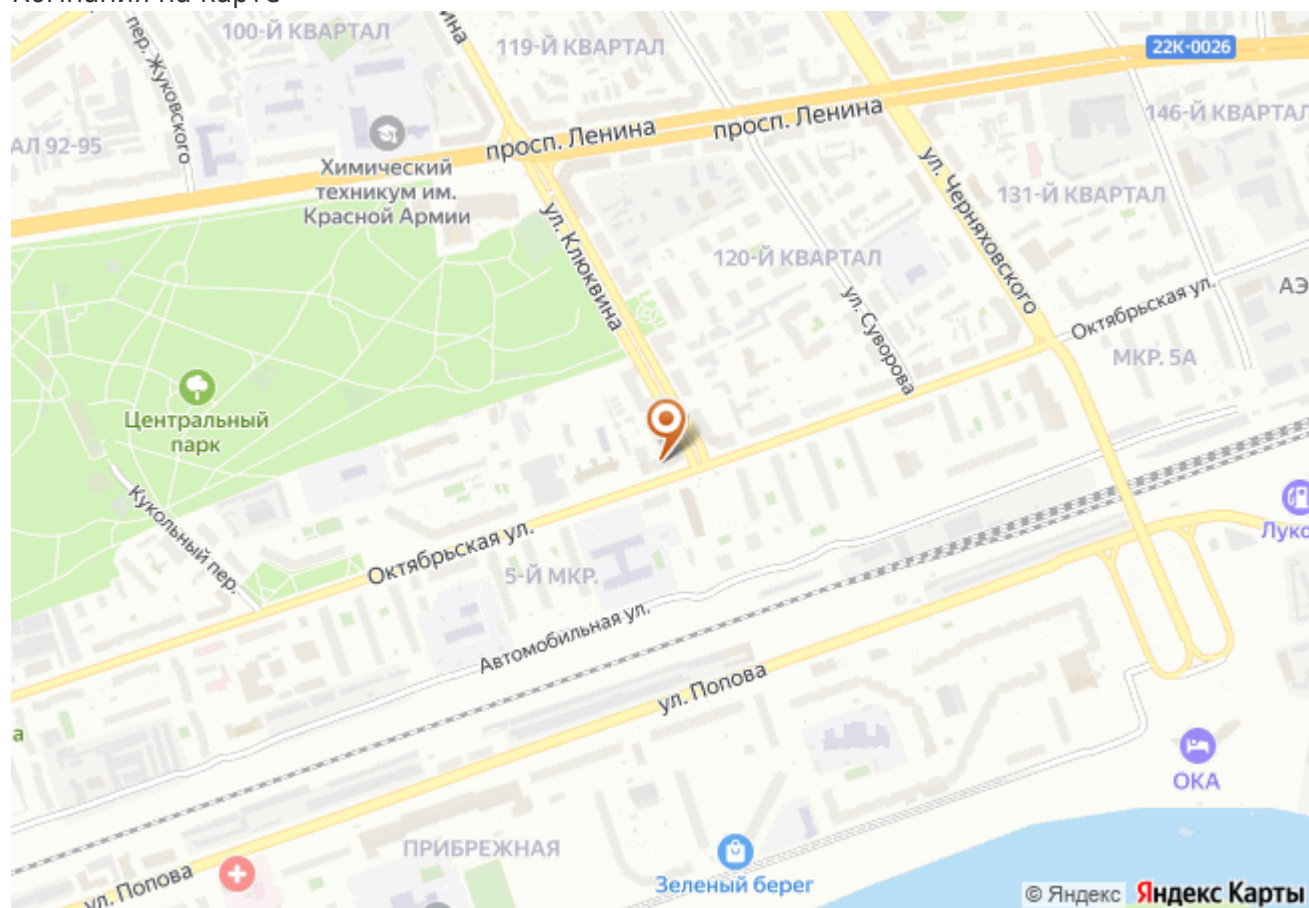 пер. Жуковского
100-Й КВАРТАЛ
119-Й КВАРТАЛ
22К-0026
АЛ 92-95
просп. Ленина
просп. Ленина
146-Й КВАРТАЛ
Химический
техникум им.
Красной Армии
ул. Клюквина
ул. Черняховского
131-Й КВАРТАЛ
120-Й КВАРТАЛ
ул. Суворова
Октябрьская ул.
АЗ
МКР. 5А
Центральный
парк
Кукольный пер.
Октябрьская ул.
5-Й МКР.
Автомобильная ул.
Луко
ул. Попова
а
ОКА
ПРИБРЕЖНАЯ
ул. Попова
Зеленый берег
© Яндекс Яндекс Карты